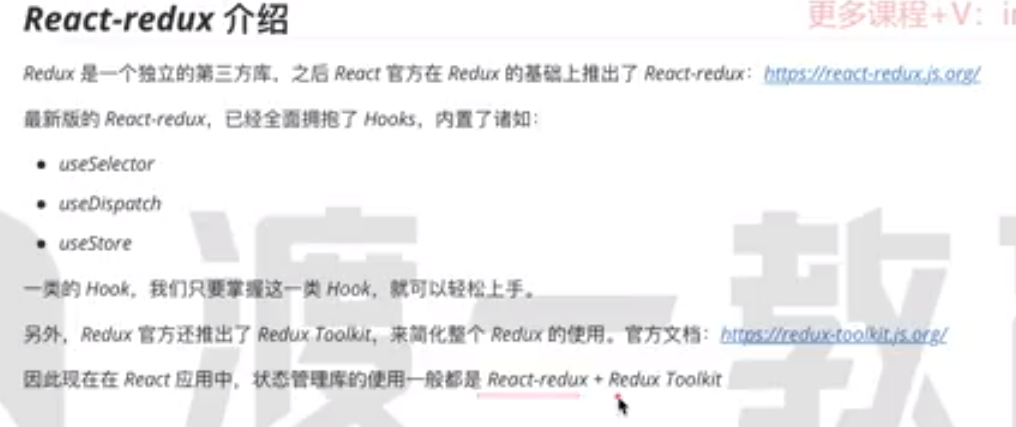 React-redux 介绍
更多课程+V:
Redux 是一个独立的第三方库，之后 React 官方在 Redux 的基础上推出了 React-redux：https://react-redux.js.org/
最新版的 React-redux，已经全面拥抱了 Hooks，内置了诸如：
• useSelector
• useDispatch
• useStore
一类的 Hook，我们只要掌握这一类 Hook，就可以轻松上手。
另外，Redux 官方还推出了 Redux Toolkit，来简化整个 Redux 的使用。官方文档：https://redux-toolkit.js.org/
因此现在在 React 应用中，状态管理库的使用一般都是 React-redux + Redux Toolkit
渡一教